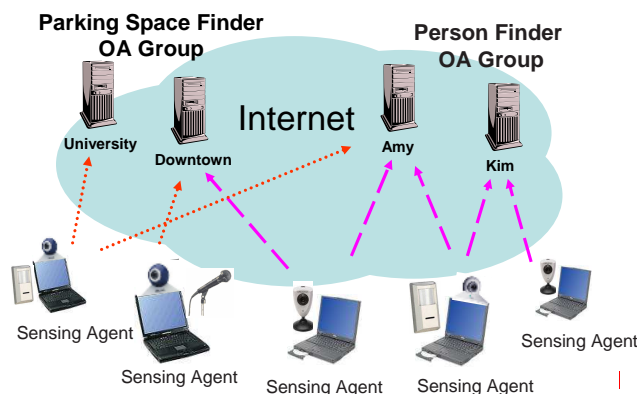 Parking Space Finder
OA Group
Person Finder
OA Group
Internet
University
Downtown
Amy
Kim
Sensing Agent
Sensing Agent
Sensing Agent
Sensing Agent
Sensing Agent